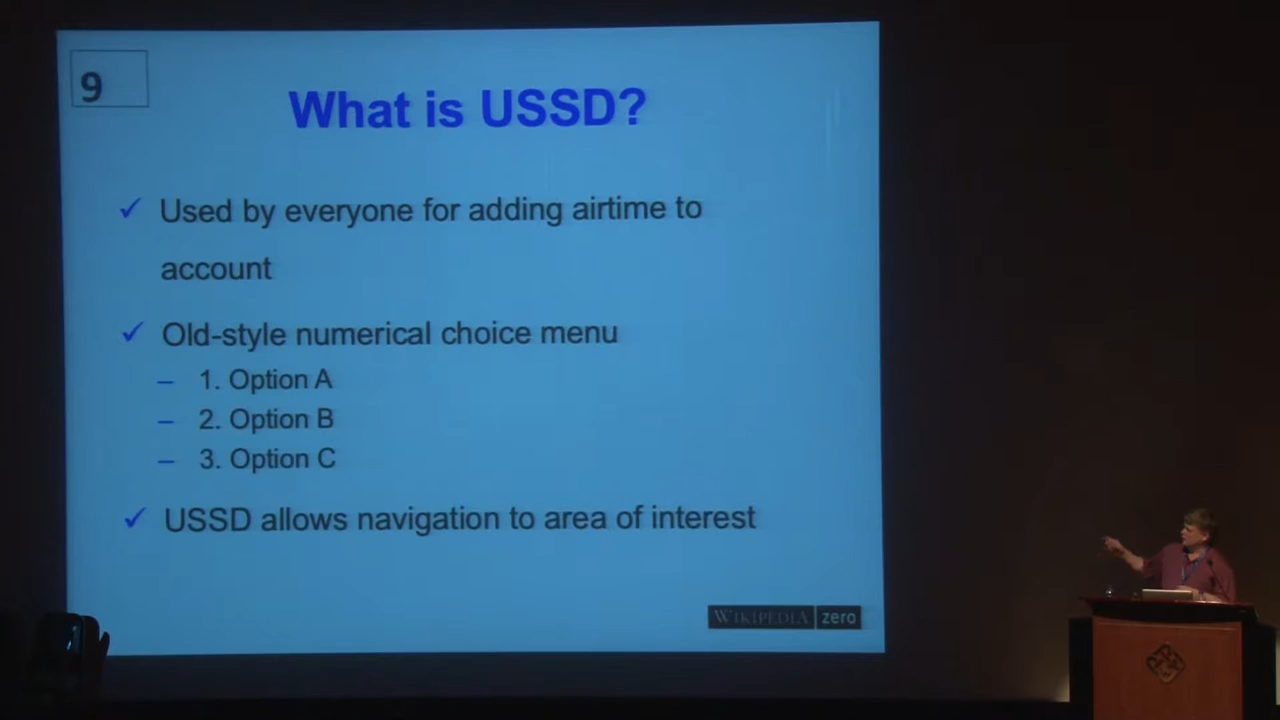 9
What is USSD?
✓ Used by everyone for adding airtime to
account
✓ Old-style numerical choice menu
– 1. Option A
– 2. Option B
– 3. Option C
✓ USSD allows navigation to area of interest
WIKIPEDIA zero